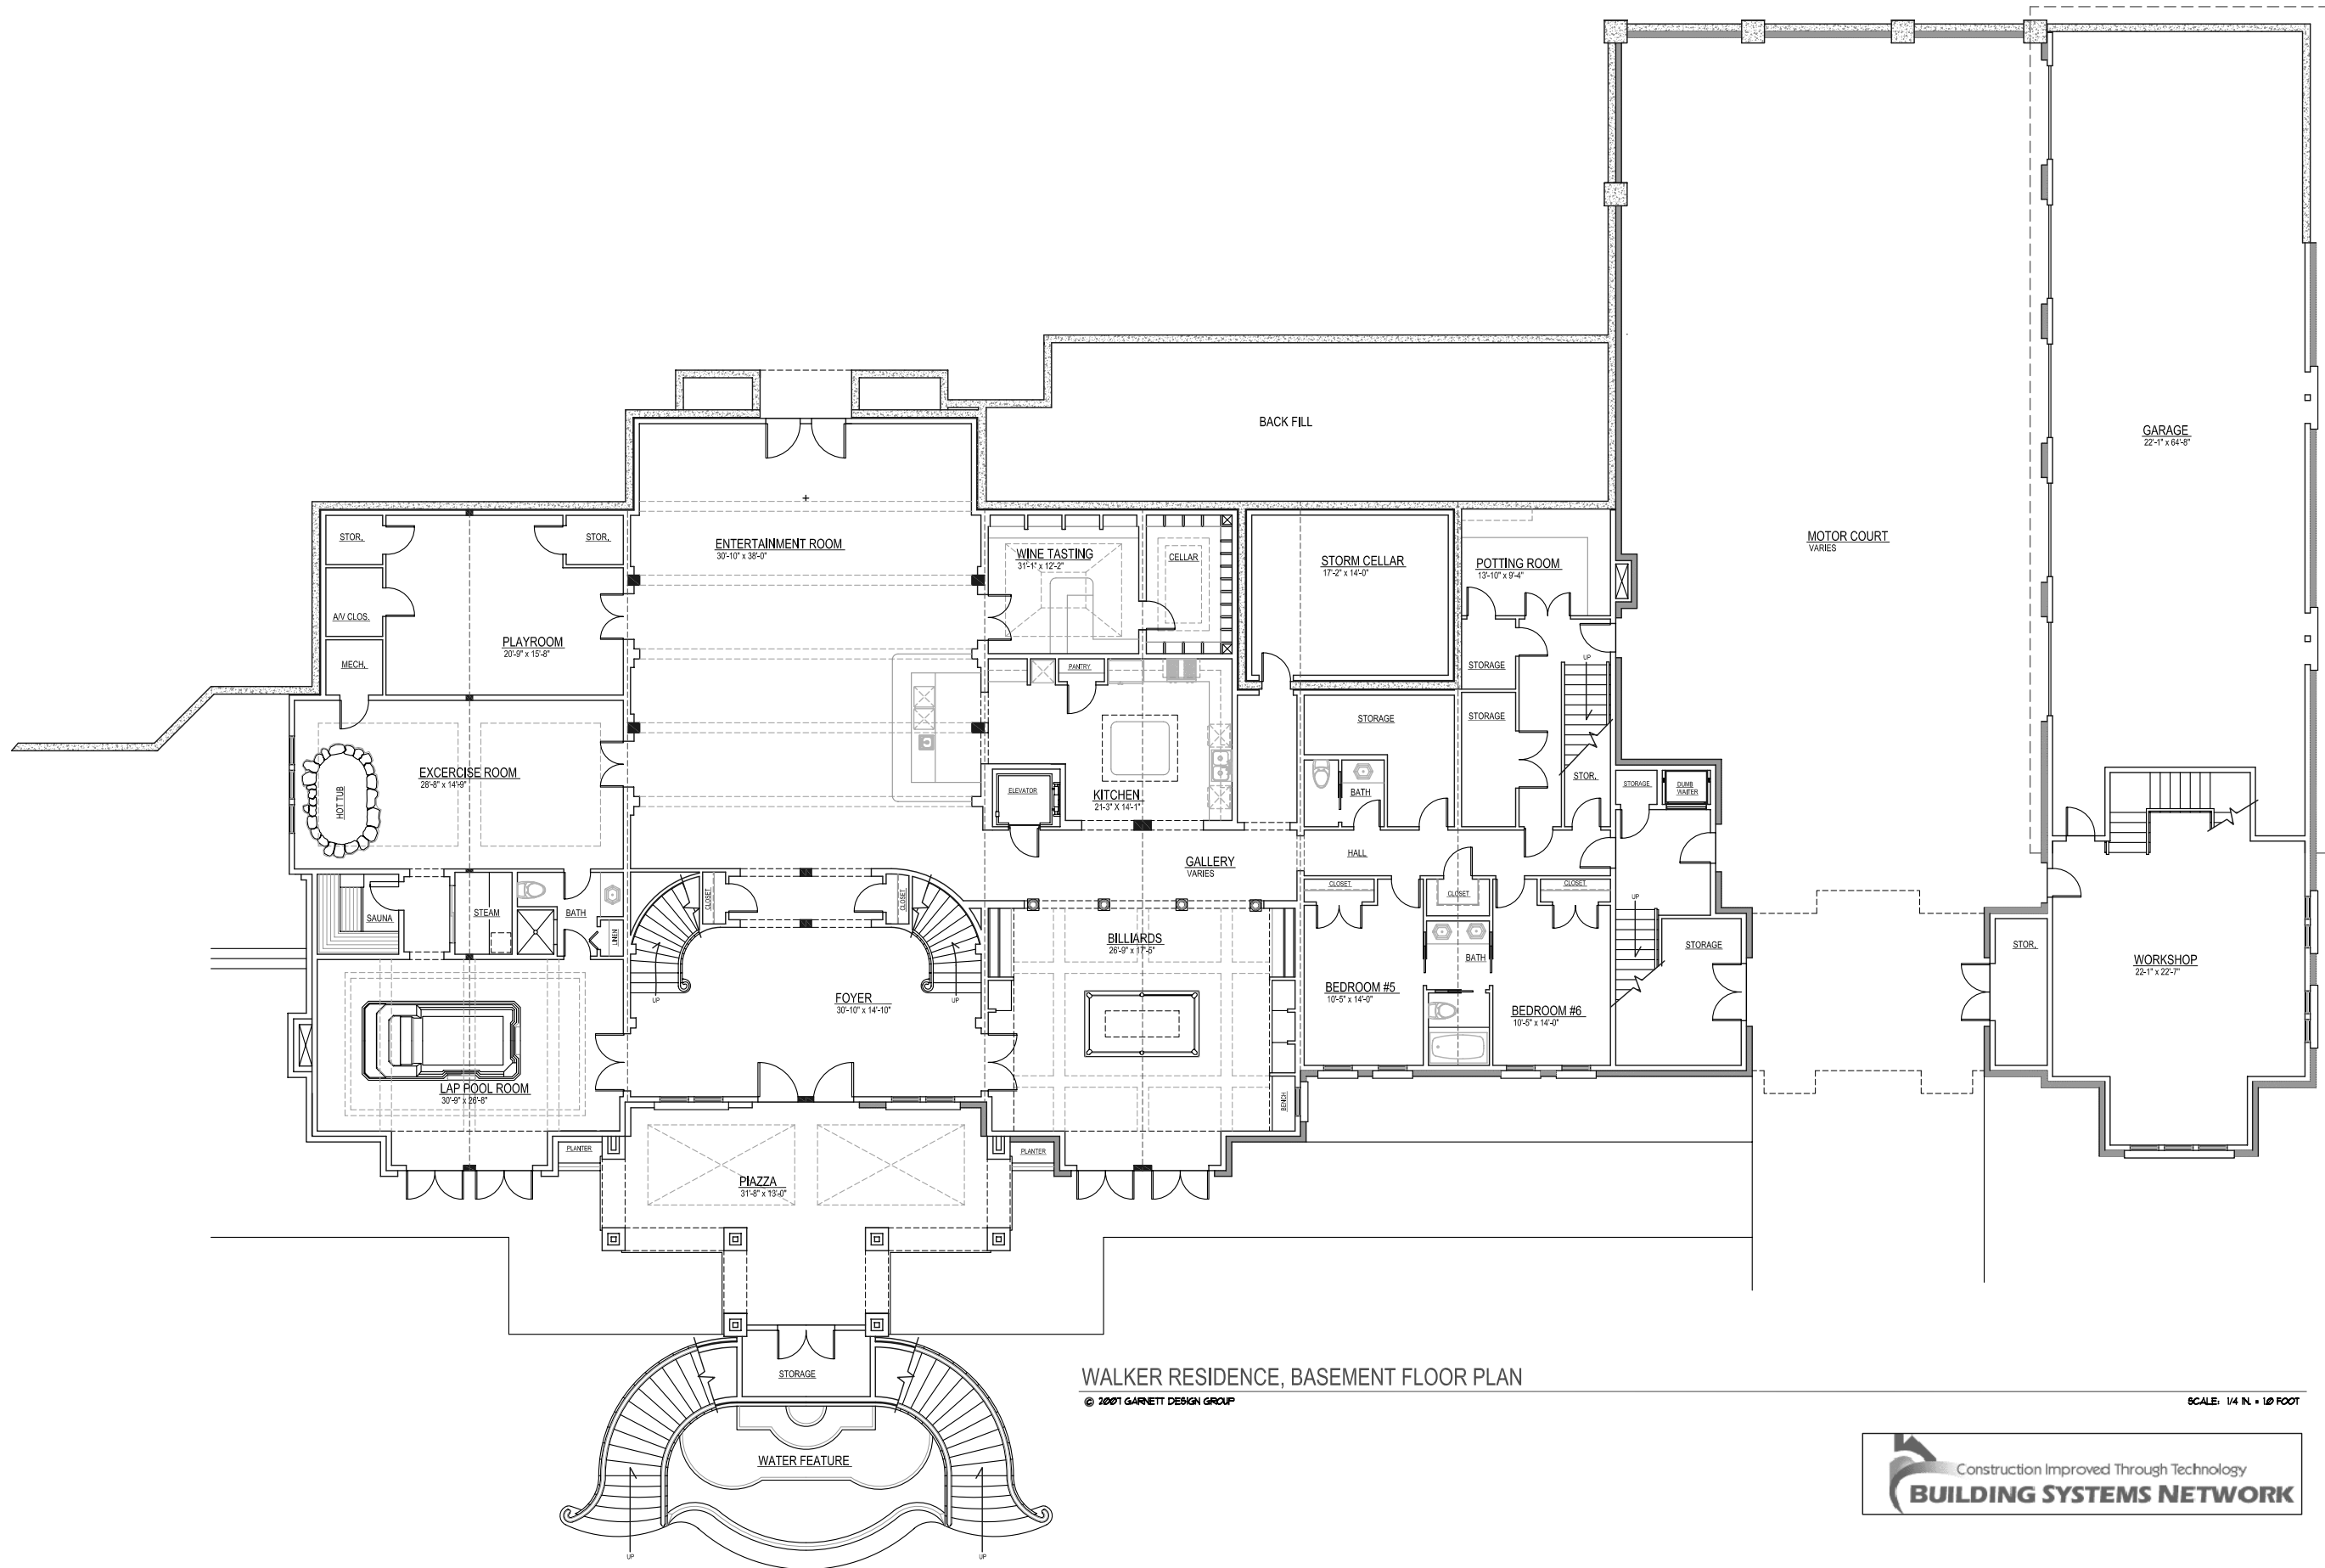 BACK FILL
GARAGE
22'-1" x 64'-8"
MOTOR COURT
VARIES
STOR.
STOR.
ENTERTAINMENT ROOM
30'-10" x 38'-0"
WINE TASTING
31'-1" x 12'-2"
CELLAR
STORM CELLAR
17'-2" x 14'-0"
POTTING ROOM
13'-10" x 9'-4"
A/V CLOS.
PLAYROOM
20'-9" x 15'-8"
MECH.
PANTRY
STORAGE
UP
STORAGE
STORAGE
EXCERCISE ROOM
28'-8" x 14'-9"
HOT TUB
ELEVATOR
KITCHEN
21'-3" X 14'-1"
BATH
STOR.
STORAGE
DUMB
WAITER
GALLERY
VARIES
HALL
CLOSET
CLOSET
CLOSET
CLOSET
CLOSET
SAUNA
STEAM
BATH
LINEN
UP
BILLIARDS
26'-9" x 17'-5"
BATH
STORAGE
STOR.
WORKSHOP
22'-1" x 22'-7"
UP
FOYER
30'-10" x 14'-10"
UP
BEDROOM #5
10'-5" x 14'-0"
BEDROOM #6
10'-5" x 14'-0"
LAP POOL ROOM
30'-9" x 26'-8"
BENCH
PLANTER
PLANTER
PIAZZA
31'-8" x 13'-0"
STORAGE
WATER FEATURE
UP
UP
WALKER RESIDENCE, BASEMENT FLOOR PLAN
© 2007 GARNETT DESIGN GROUP
SCALE: 1/4 IN. = 1.0 FOOT
Construction Improved Through Technology
BUILDING SYSTEMS NETWORK